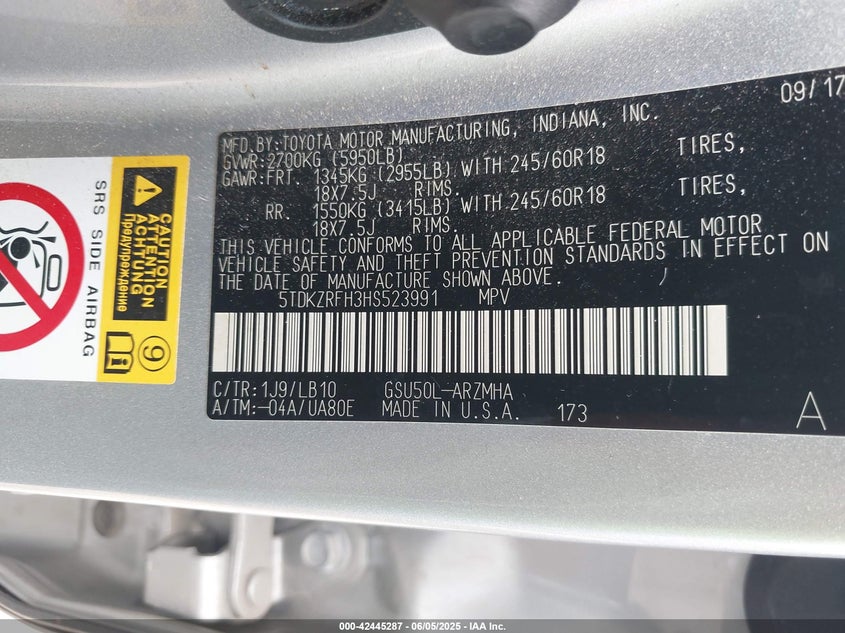 09/17
MFD.BY:TOYOTA MOTOR MANUFACTURING, INDIANA, INC.
GVWR:2700KG (5950LB)
GAWR:FRT. 1345KG (2955LB) WITH 245/60R18 TIRES,
18X7.5J RIMS.
RR. 1550KG (3415LB) WITH 245/60R18 TIRES,
18X7.5J RIMS.
THIS VEHICLE CONFORMS TO ALL APPLICABLE FEDERAL MOTOR
VEHICLE SAFETY AND THEFT PREVENTION STANDARDS IN EFFECT ON
THE DATE OF MANUFACTURE SHOWN ABOVE.
5TDKZRFH3HS523991 MPV
C/TR:1J9/LB10 GSU50L-ARZMHA
A/TM:-04A/UA80E MADE IN U.S.A. 173 A
SRS SIDE AIRBAG
CAUTION
ATTENTION
ACHTUNG
Предупреждение
i
9
000-42445287 - 06/05/2025 - IAA Inc.